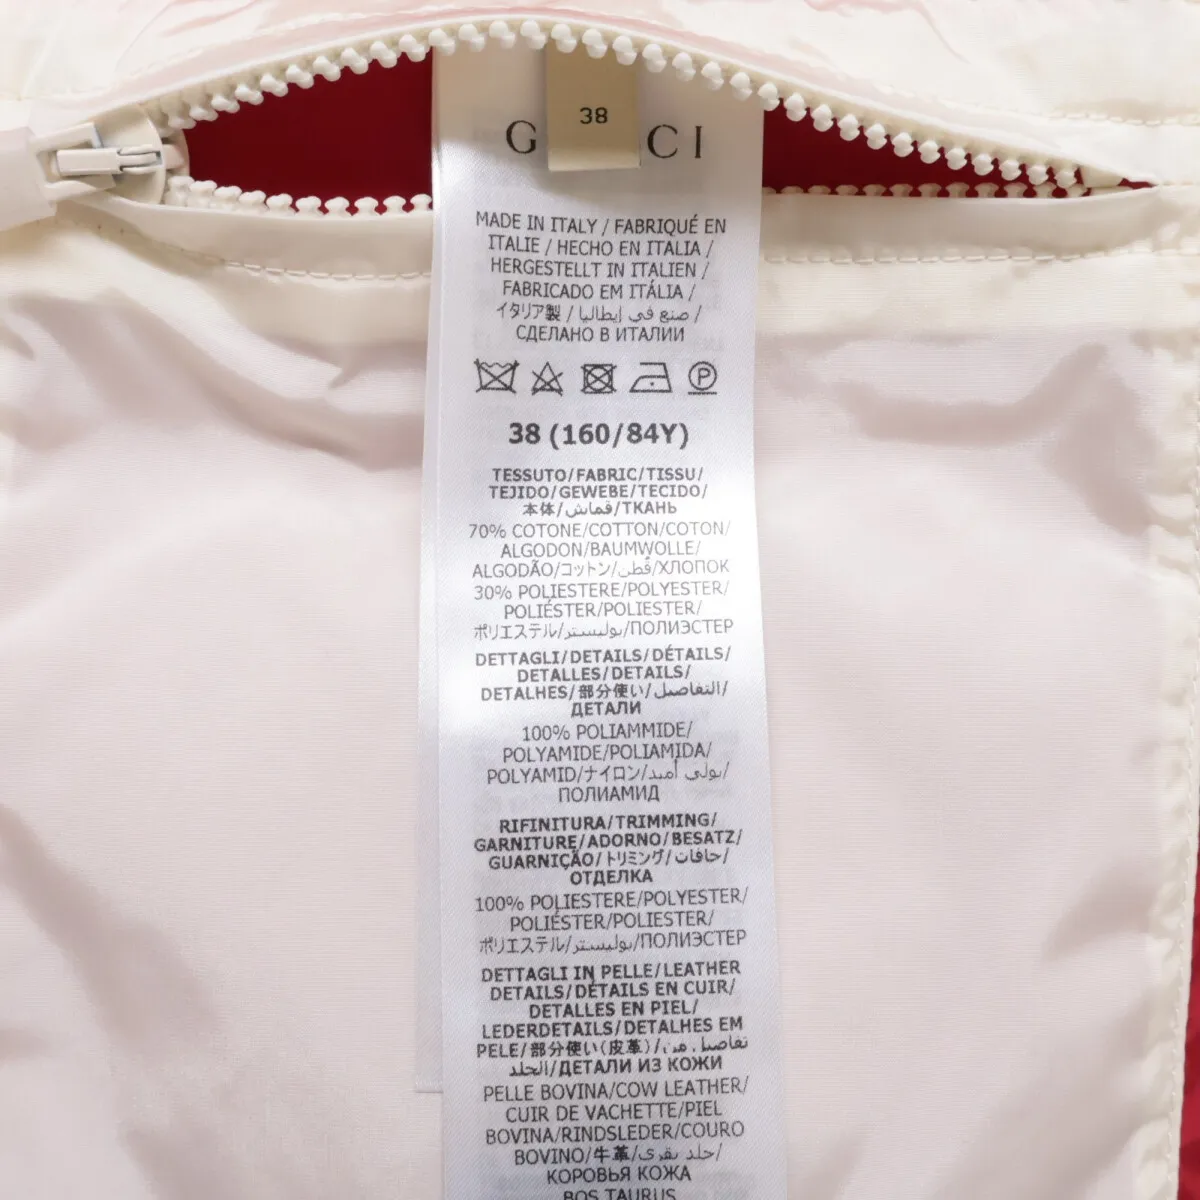 38
G CI
MADE IN ITALY / FABRIQUÉ EN
ITALIE / HECHO EN ITALIA /
HERGESTELLT IN ITALIEN /
FABRICADO EM ITÁLIA /
イタリア製 / صنع في إيطاليا /
СДЕЛАНО В ИТАЛИИ
P
38 (160/84Y)
TESSUTO/FABRIC/TISSU/
TEJIDO/GEWEBE/TECIDO/
本体/قماش/ТКАНЬ
70% COTONE/COTTON/COTON/
ALGODON/BAUMWOLLE/
ALGODÃO/コットン/قطن/ХЛОПОК
30% POLIESTERE/POLYESTER/
POLIÉSTER/POLIESTER/
ポリエステル/بوليستر/ПОЛИЭСТЕР
DETTAGLI/DETAILS/DÉTAILS/
DETALLES/DETAILS/
DETALHES/部分使い/التفاصيل/
ДЕТАЛИ
100% POLIAMMIDE/
POLYAMIDE/POLIAMIDA/
POLYAMID/ナイロン/بولي أميد/
ПОЛИАМИД
RIFINITURA/TRIMMING/
GARNITURE/ADORNO/BESATZ/
GUARNIÇÃO/トリミング/حافات/
ОТДЕЛКА
100% POLIESTERE/POLYESTER/
POLIÉSTER/POLIESTER/
ポリエステル/بوليستر/ПОЛИЭСТЕР
DETTAGLI IN PELLE/LEATHER
DETAILS/DÉTAILS EN CUIR/
DETALLES EN PIEL/
LEDERDETAILS/DETALHES EM
PELE/部分使い(皮革)/تفاصيل من
الجلد/ДЕТАЛИ ИЗ КОЖИ
PELLE BOVINA/COW LEATHER/
CUIR DE VACHETTE/PIEL
BOVINA/RINDSLEDER/COURO
BOVINO/牛革/جلد بقري/
КОРОВЬЯ КОЖА
BOS TAURUS